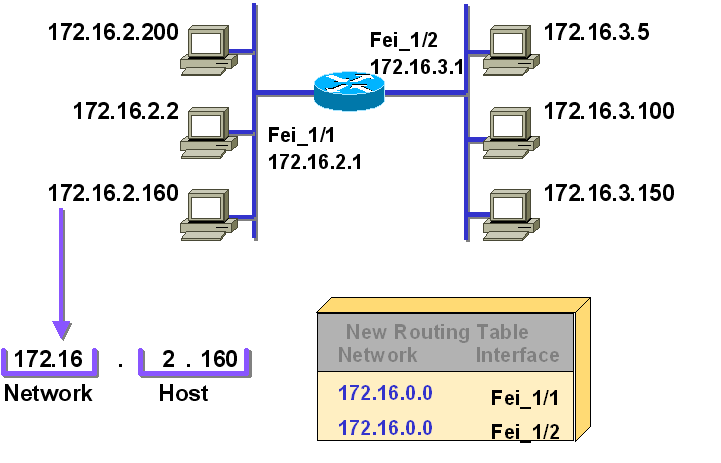 172.16.2.200
172.16.2.2
172.16.2.160
Fei_1/2
172.16.3.1
Fei_1/1
172.16.2.1
172.16.3.5
172.16.3.100
172.16.3.150
172.16 . 2 . 160
Network Host
New Routing Table
Network Interface
172.16.0.0 Fei_1/1
172.16.0.0 Fei_1/2